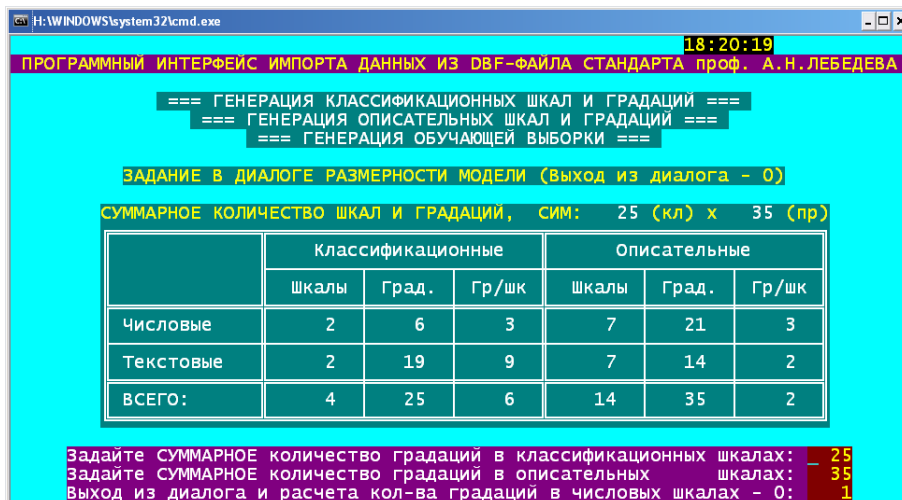 H:\WINDOWS\system32\cmd.exe
18:20:19
ПРОГРАММНЫЙ ИНТЕРФЕЙС ИМПОРТА ДАННЫХ ИЗ DBF-ФАЙЛА СТАНДАРТА проф. А.Н.ЛЕБЕДЕВА
=== ГЕНЕРАЦИЯ КЛАССИФИКАЦИОННЫХ ШКАЛ И ГРАДАЦИЙ ===
=== ГЕНЕРАЦИЯ ОПИСАТЕЛЬНЫХ ШКАЛ И ГРАДАЦИЙ ===
=== ГЕНЕРАЦИЯ ОБУЧАЮЩЕЙ ВЫБОРКИ ===
ЗАДАНИЕ В ДИАЛОГЕ РАЗМЕРНОСТИ МОДЕЛИ (Выход из диалога - 0)
СУММАРНОЕ КОЛИЧЕСТВО ШКАЛ И ГРАДАЦИЙ, СИМ: 25 (кл) x 35 (пр)
Классификационные Описательные
Шкалы Град. Гр/шк Шкалы Град. Гр/шк
Числовые 2 6 3 7 21 3
Текстовые 2 19 9 7 14 2
ВСЕГО: 4 25 6 14 35 2
Задайте СУММАРНОЕ количество градаций в классификационных шкалах: _ 25
Задайте СУММАРНОЕ количество градаций в описательных шкалах: 35
Выход из диалога и расчета кол-ва градаций в числовых шкалах - 0: 1